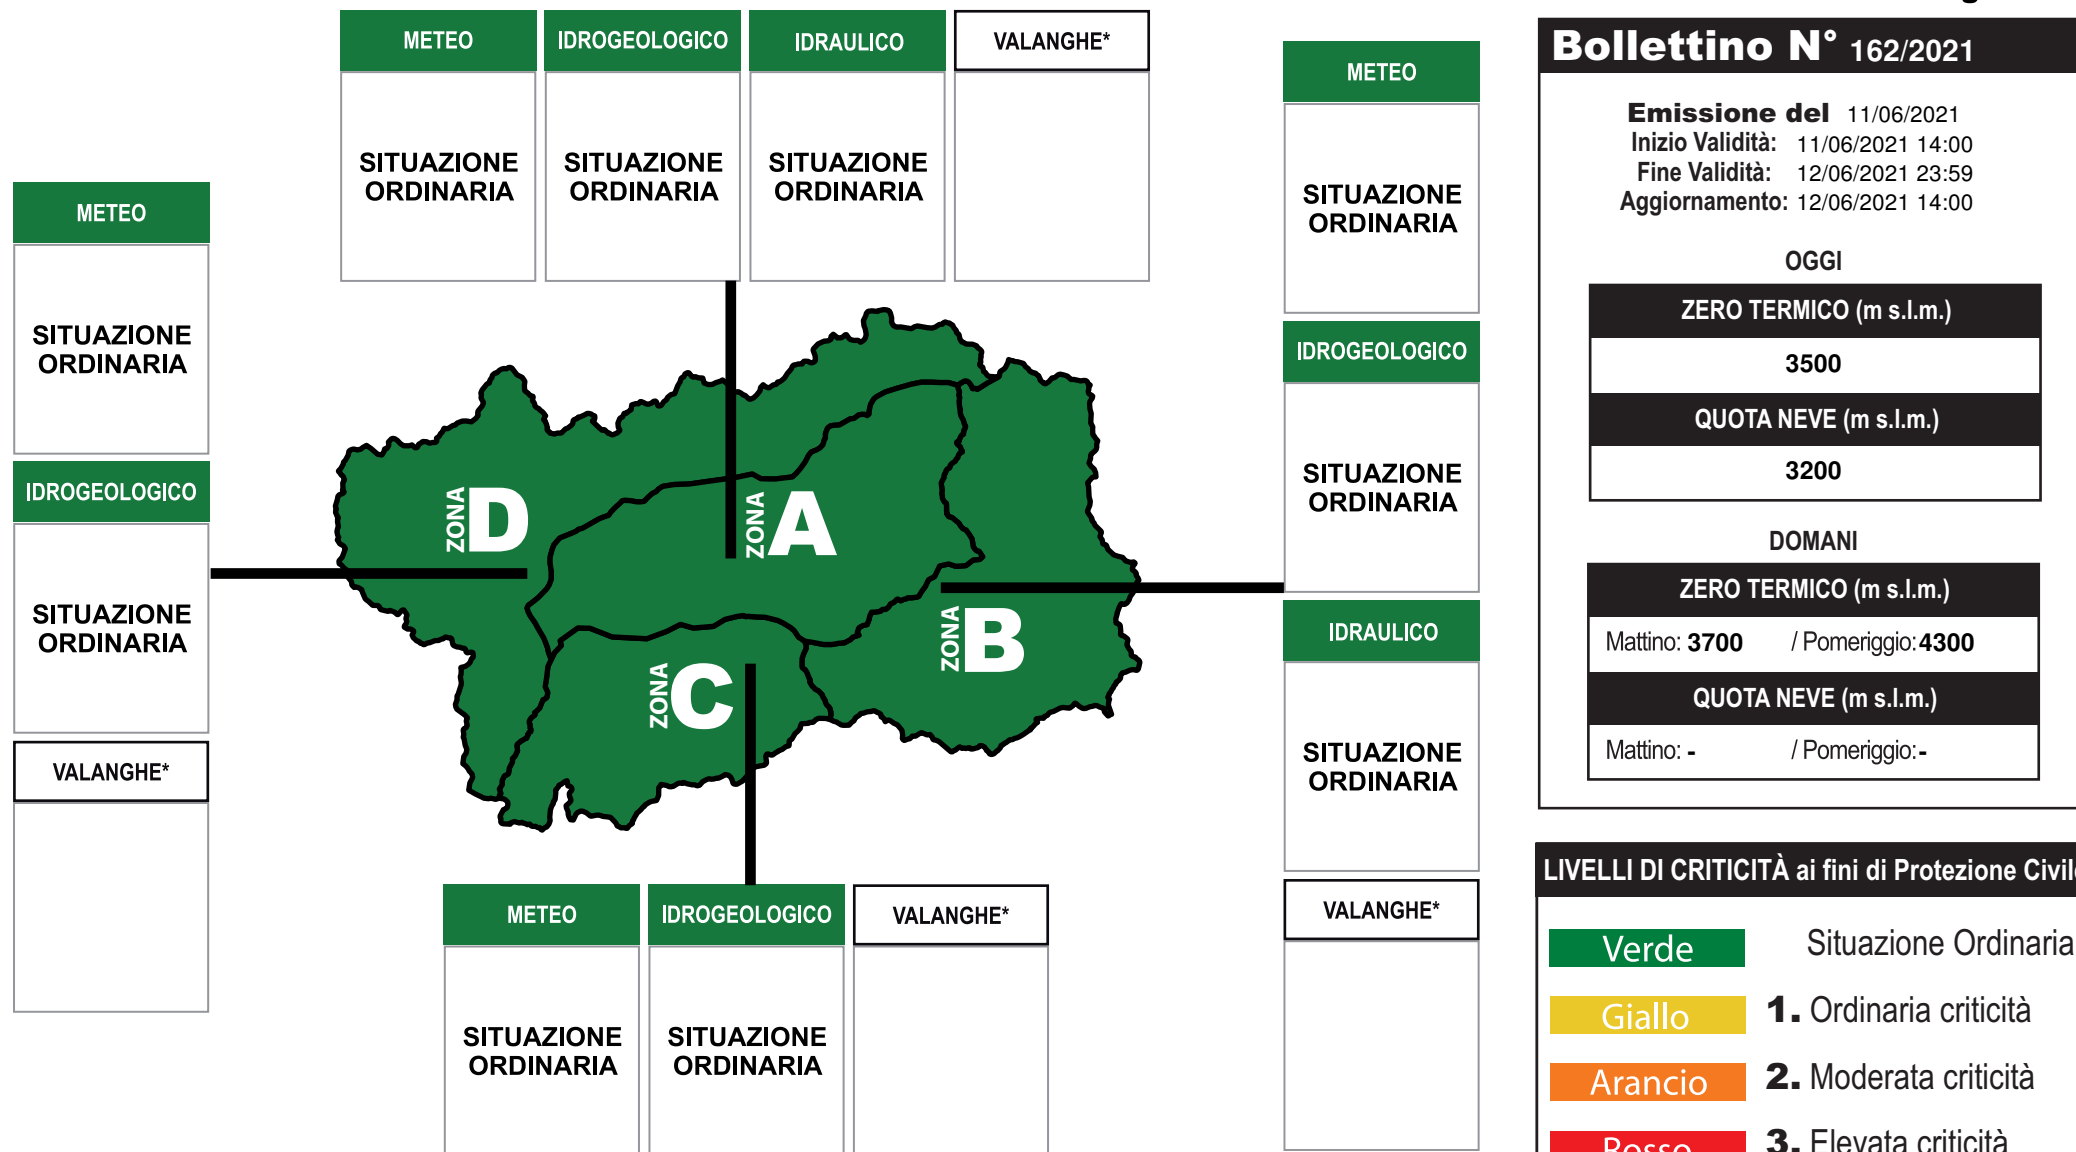 METEO
IDROGEOLOGICO
IDRAULICO
VALANGHE*
SITUAZIONE
ORDINARIA
SITUAZIONE
ORDINARIA
SITUAZIONE
ORDINARIA
METEO
SITUAZIONE
ORDINARIA
IDROGEOLOGICO
SITUAZIONE
ORDINARIA
VALANGHE*
ZONA D
ZONA A
ZONA B
ZONA C
METEO
SITUAZIONE
ORDINARIA
IDROGEOLOGICO
SITUAZIONE
ORDINARIA
IDRAULICO
SITUAZIONE
ORDINARIA
VALANGHE*
METEO
IDROGEOLOGICO
VALANGHE*
SITUAZIONE
ORDINARIA
SITUAZIONE
ORDINARIA
Bollettino N° 162/2021
Emissione del 11/06/2021
Inizio Validità: 11/06/2021 14:00
Fine Validità: 12/06/2021 23:59
Aggiornamento: 12/06/2021 14:00
OGGI
ZERO TERMICO (m s.l.m.)
3500
QUOTA NEVE (m s.l.m.)
3200
DOMANI
ZERO TERMICO (m s.l.m.)
Mattino: 3700 / Pomeriggio: 4300
QUOTA NEVE (m s.l.m.)
Mattino: - / Pomeriggio: -
LIVELLI DI CRITICITÀ ai fini di Protezione Civile
Verde Situazione Ordinaria
Giallo 1. Ordinaria criticità
Arancio 2. Moderata criticità
Rosso 3. Elevata criticità